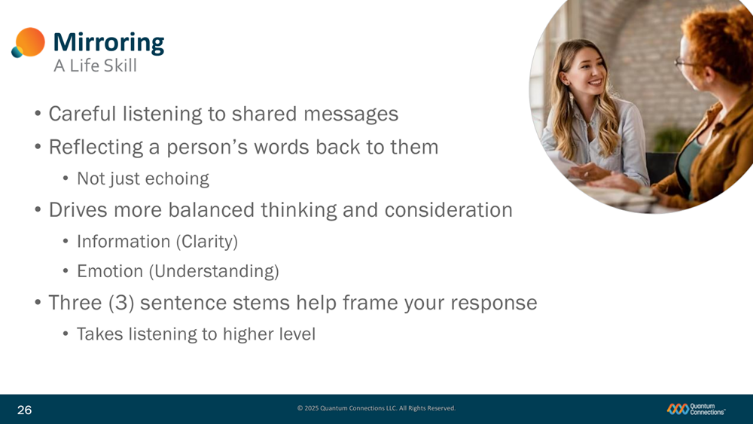 Mirroring
A Life Skill
• Careful listening to shared messages
• Reflecting a person’s words back to them
• Not just echoing
• Drives more balanced thinking and consideration
• Information (Clarity)
• Emotion (Understanding)
• Three (3) sentence stems help frame your response
• Takes listening to higher level
26
© 2025 Quantum Connections LLC. All Rights Reserved.
Quantum
Connections